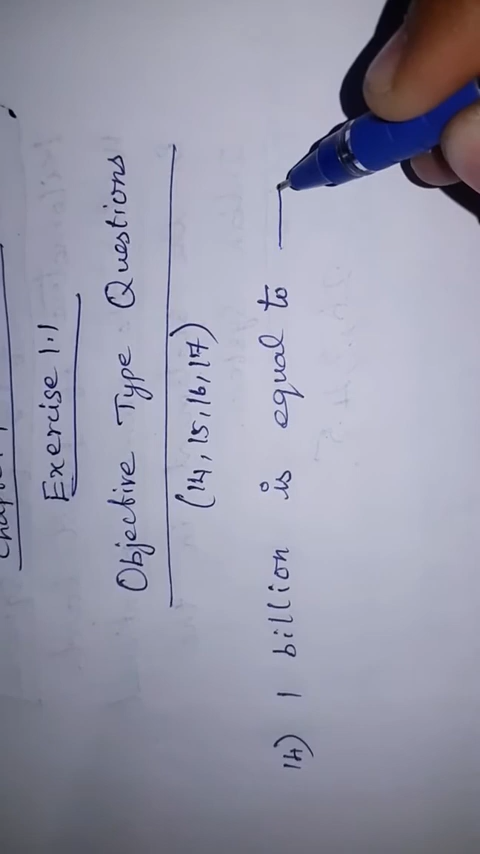 Exercise 1.1
Objective Type Questions
(14, 15, 16, 17)
14) 1 billion is equal to